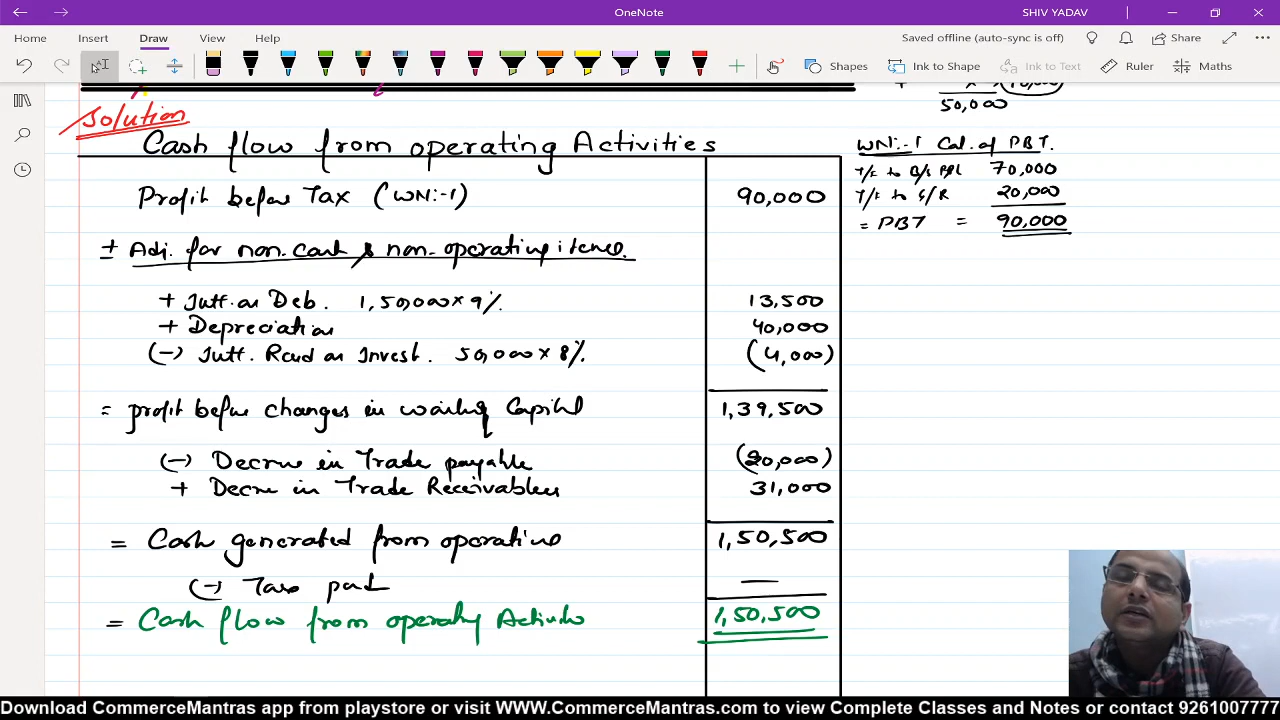 OneNote
SHIV YADAV
Home Insert Draw View Help
Saved offline (auto-sync is off)
Share
Shapes
Ink to Shape
Ink to Text
Ruler
Maths
50,000
Solution
Cash flow from operating Activities
Profit before Tax (WN:-1) 90,000
± Adj. for non-cash & non-operating items.
+ Intt. on Deb. 1,50,000 × 9% 13,500
+ Depreciation 40,000
(-) Intt. Recd on Invest. 50,000 × 8% (4,000)
= profit before changes in working Capital 1,39,500
(-) Decrease in Trade payable (20,000)
+ Decre in Trade Receivables 31,000
= Cash generated from operations 1,50,500
(-) Tax paid —
= Cash flow from operating Activities 1,50,500
WN:-1 Cal. of PBT.
T/f to B/S P/L 70,000
T/f to G/R 20,000
= PBT = 90,000
Download CommerceMantras app from playstore or visit WWW.CommerceMantras.com to view Complete Classes and Notes or contact 9261007777